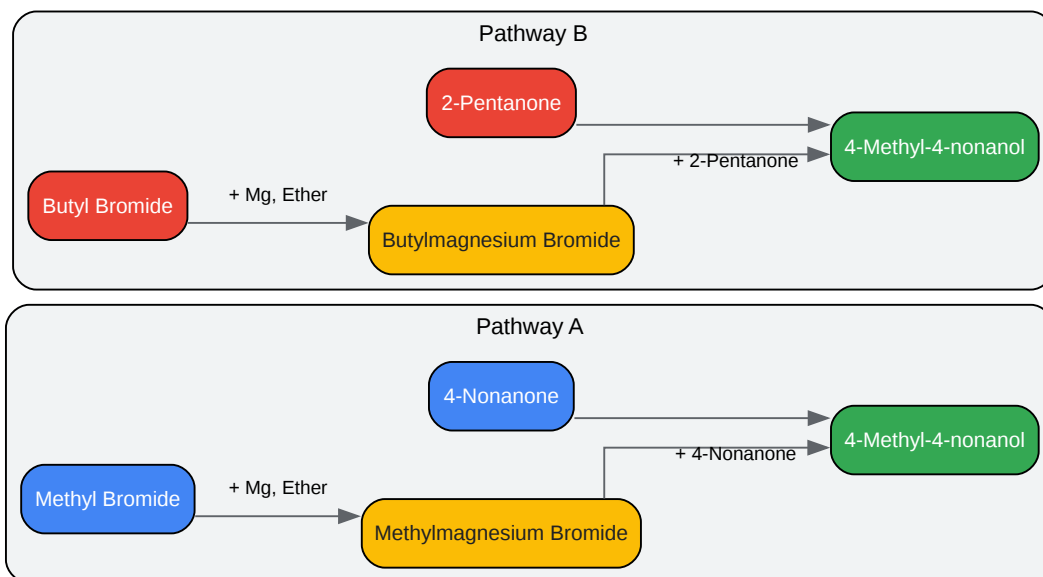 Pathway B
2-Pentanone
4-Methyl-4-nonanol
+ 2-Pentanone
Butyl Bromide
+ Mg, Ether
Butylmagnesium Bromide
Pathway A
4-Nonanone
4-Methyl-4-nonanol
+ 4-Nonanone
Methyl Bromide
+ Mg, Ether
Methylmagnesium Bromide